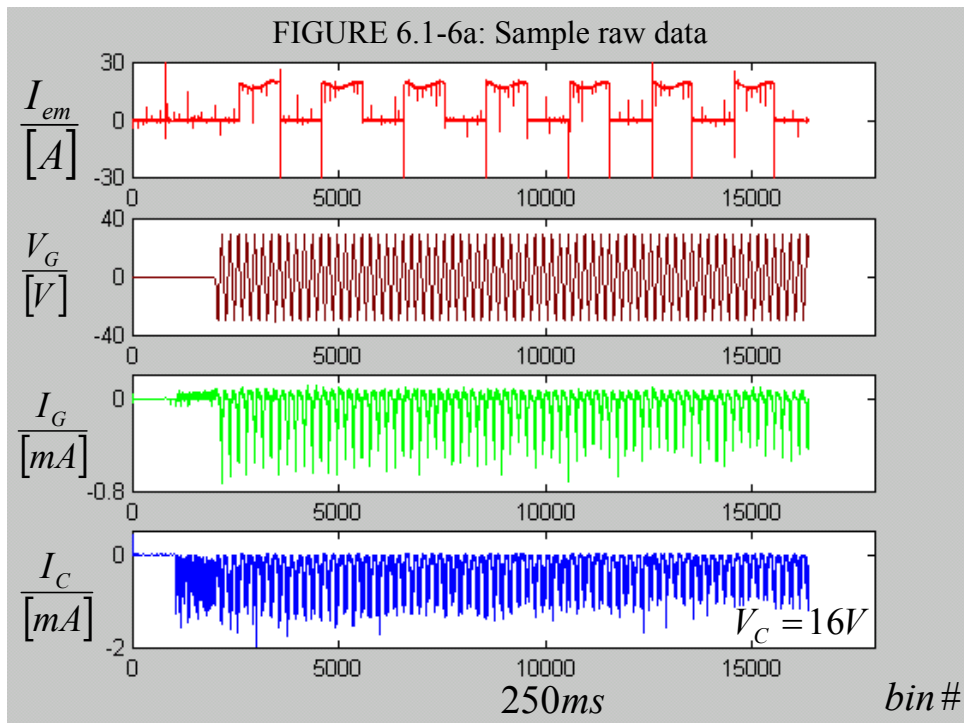 FIGURE 6.1-6a: Sample raw data
I_em
[A]
30
0
-30
0 5000 10000 15000
V_G
[V]
40
0
-40
0 5000 10000 15000
I_G
[mA]
0
-0.8
0 5000 10000 15000
I_C
[mA]
0
-2
V_C = 16V
0 5000 10000 15000
250ms
bin #